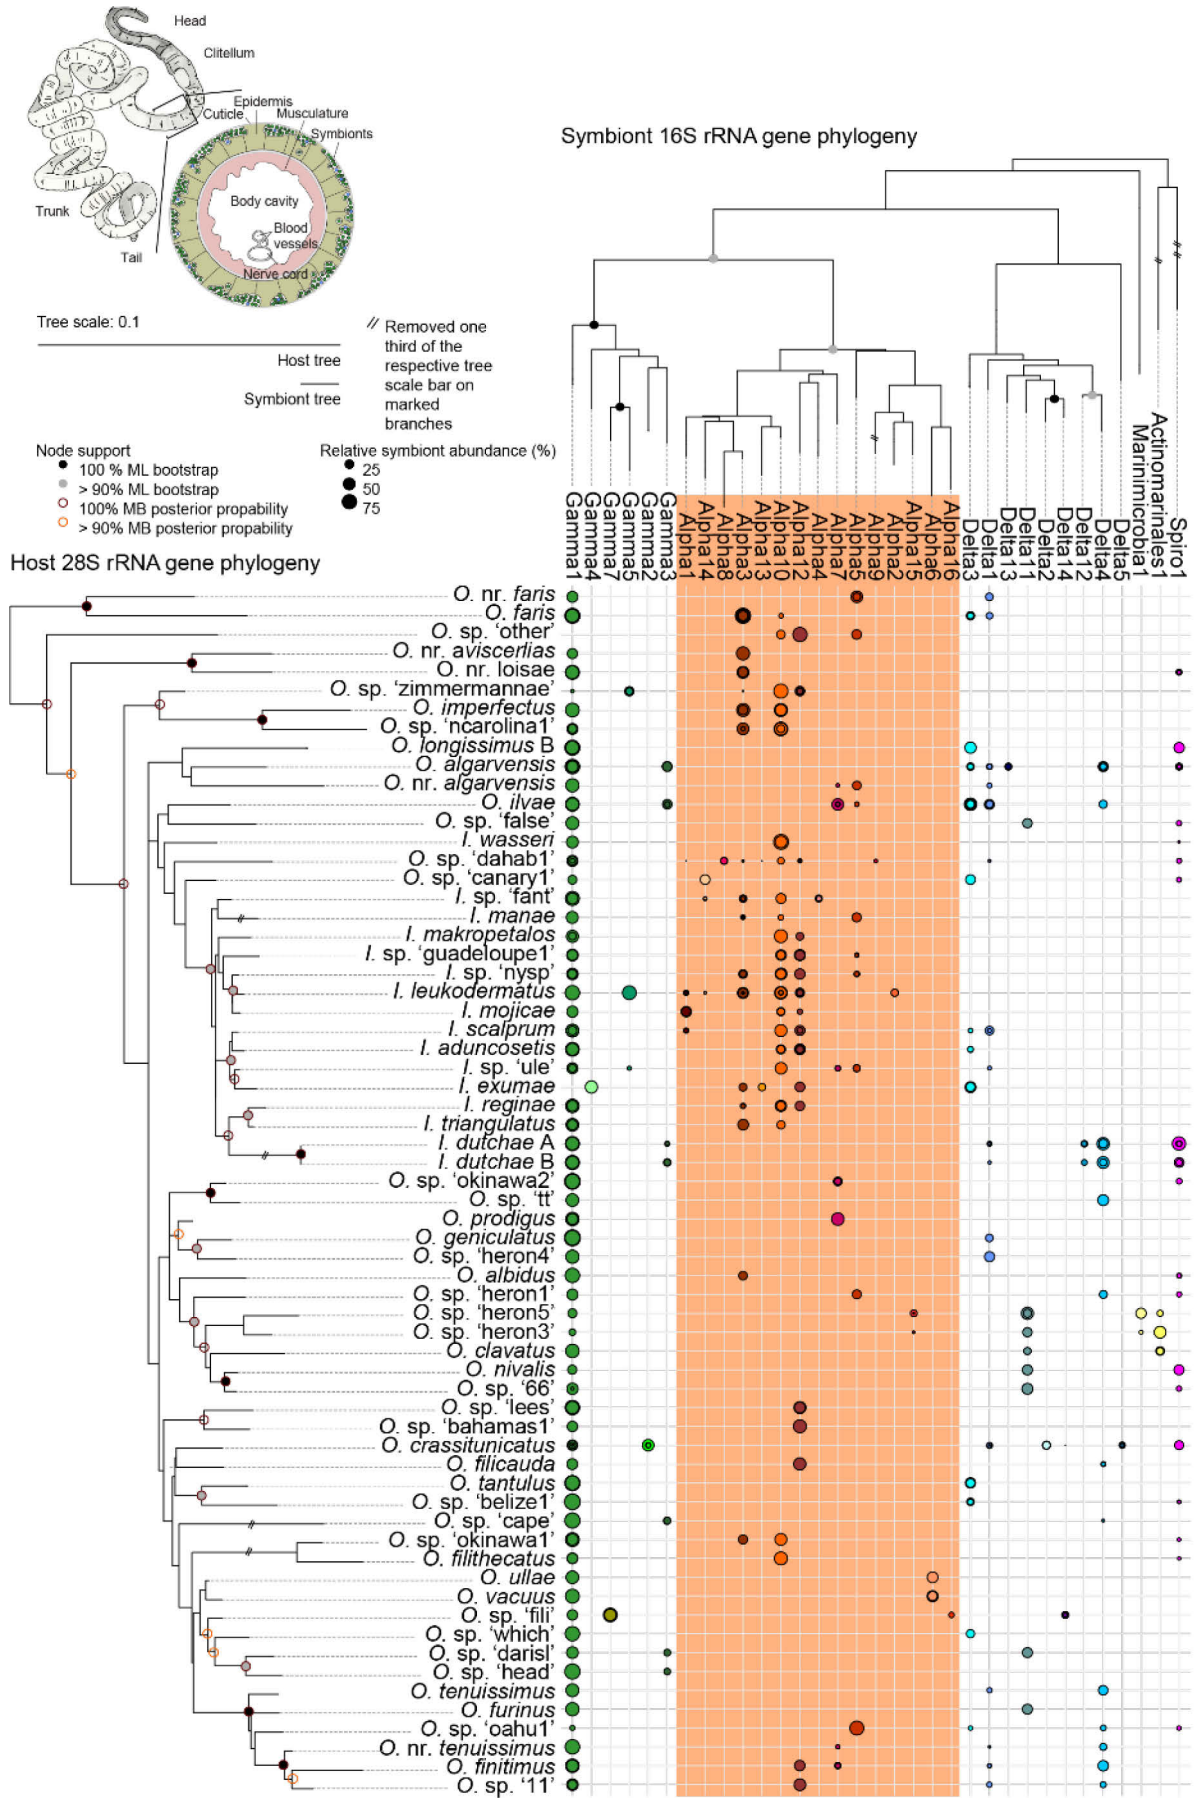 Head
Clitellum
Epidermis
Cuticle
Musculature
Symbionts
Body cavity
Blood
vessels
Nerve cord
Trunk
Tail
Symbiont 16S rRNA gene phylogeny
Tree scale: 0.1
Host tree
Symbiont tree
// Removed one
third of the
respective tree
scale bar on
marked
branches
Node support
100 % ML bootstrap
> 90% ML bootstrap
100% MB posterior propability
> 90% MB posterior propability
Relative symbiont abundance (%)
25
50
75
Host 28S rRNA gene phylogeny
Gamma1
Gamma4
Gamma7
Gamma5
Gamma2
Gamma3
Alpha1
Alpha14
Alpha8
Alpha3
Alpha13
Alpha10
Alpha12
Alpha4
Alpha7
Alpha5
Alpha9
Alpha2
Alpha15
Alpha6
Alpha16
Delta3
Delta1
Delta13
Delta11
Delta2
Delta14
Delta12
Delta4
Delta5
Marinimicrobia1
Actinomarinales1
Spiro1
O. nr. faris
O. faris
O. sp. ‘other’
O. nr. aviscerlias
O. nr. loisae
O. sp. ‘zimmermannae’
O. imperfectus
O. sp. ‘ncarolina1’
O. longissimus B
O. algarvensis
O. nr. algarvensis
O. ilvae
O. sp. ‘false’
I. wasseri
O. sp. ‘dahab1’
O. sp. ‘canary1’
I. sp. ‘fant’
I. manae
I. makropetalos
I. sp. ‘guadeloupe1’
I. sp. ‘nysp’
I. leukodermatus
I. mojicae
I. scalprum
I. aduncosetis
I. sp. ‘ule’
I. exumae
I. reginae
I. triangulatus
I. dutchae A
I. dutchae B
O. sp. ‘okinawa2’
O. sp. ‘tt’
O. prodigus
O. geniculatus
O. sp. ‘heron4’
O. albidus
O. sp. ‘heron1’
O. sp. ‘heron5’
O. sp. ‘heron3’
O. clavatus
O. nivalis
O. sp. ‘66’
O. sp. ‘lees’
O. sp. ‘bahamas1’
O. crassitunicatus
O. filicauda
O. tantulus
O. sp. ‘belize1’
O. sp. ‘cape’
O. sp. ‘okinawa1’
O. filithecatus
O. ullae
O. vacuus
O. sp. ‘fili’
O. sp. ‘which’
O. sp. ‘darisl’
O. sp. ‘head’
O. tenuissimus
O. furinus
O. sp. ‘oahu1’
O. nr. tenuissimus
O. finitimus
O. sp. ‘11’